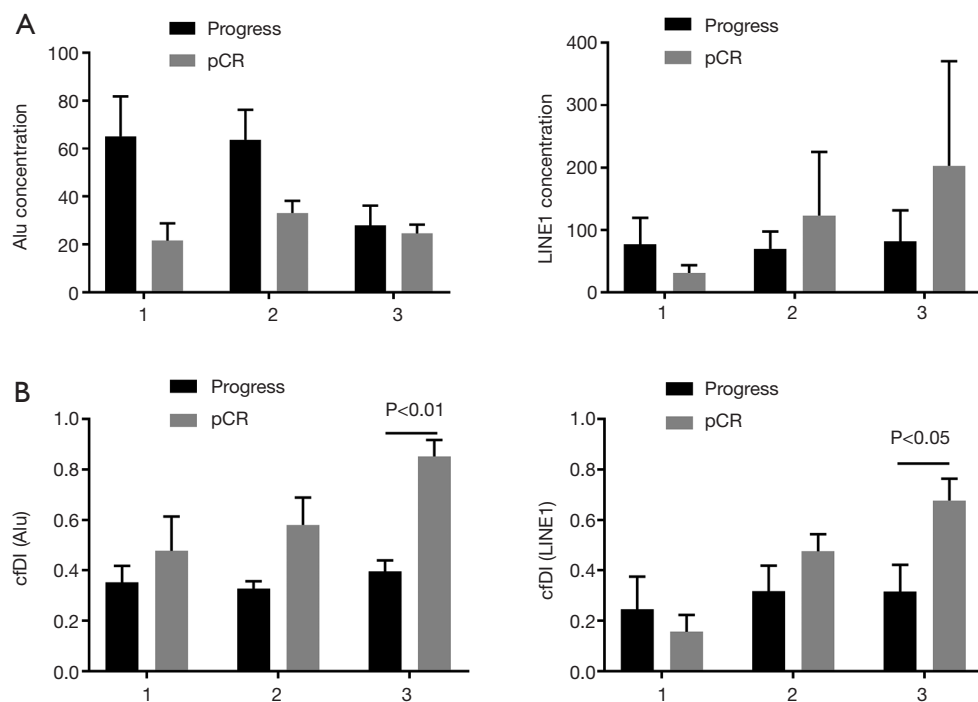 A
Progress
pCR
Alu concentration
100
80
60
40
20
0
1 2 3
Progress
pCR
LINE1 concentration
400
300
200
100
0
1 2 3
B
Progress
pCR
P<0.01
cfDI (Alu)
1.0
0.8
0.6
0.4
0.2
0.0
1 2 3
Progress
pCR
P<0.05
cfDI (LINE1)
1.0
0.8
0.6
0.4
0.2
0.0
1 2 3